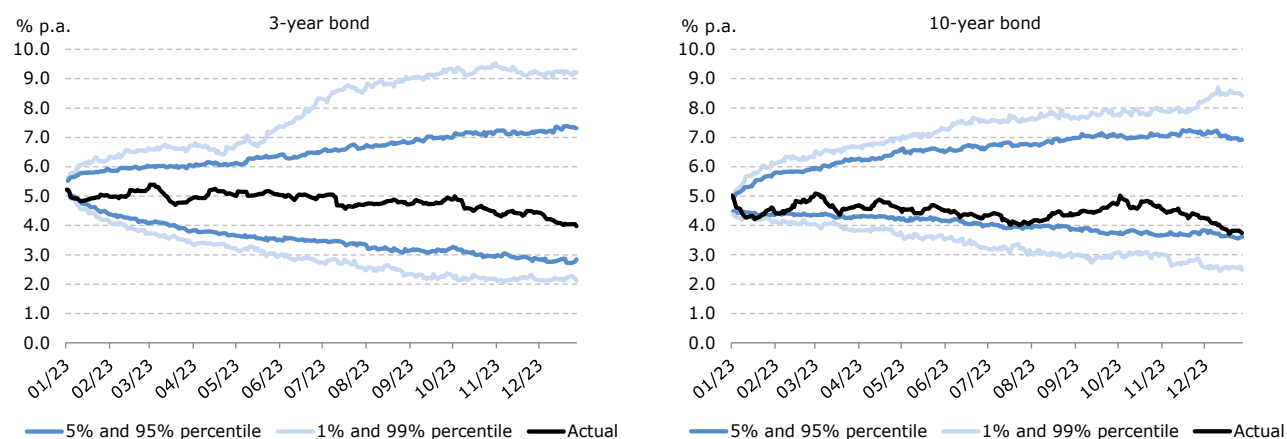 3-year bond
% p.a.
10.0
9.0
8.0
7.0
6.0
5.0
4.0
3.0
2.0
1.0
0.0
01/23 02/23 03/23 04/23 05/23 06/23 07/23 08/23 09/23 10/23 11/23 12/23
5% and 95% percentile 1% and 99% percentile Actual
10-year bond
% p.a.
10.0
9.0
8.0
7.0
6.0
5.0
4.0
3.0
2.0
1.0
0.0
01/23 02/23 03/23 04/23 05/23 06/23 07/23 08/23 09/23 10/23 11/23 12/23
5% and 95% percentile 1% and 99% percentile Actual